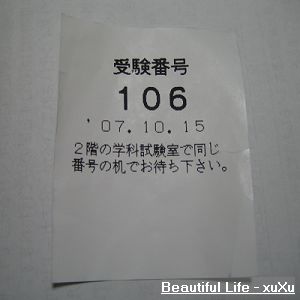 受験番号
106
'07.10.15
2階の学科試験室で同じ
番号の机でお待ち下さい。
Beautiful Life - xuXu